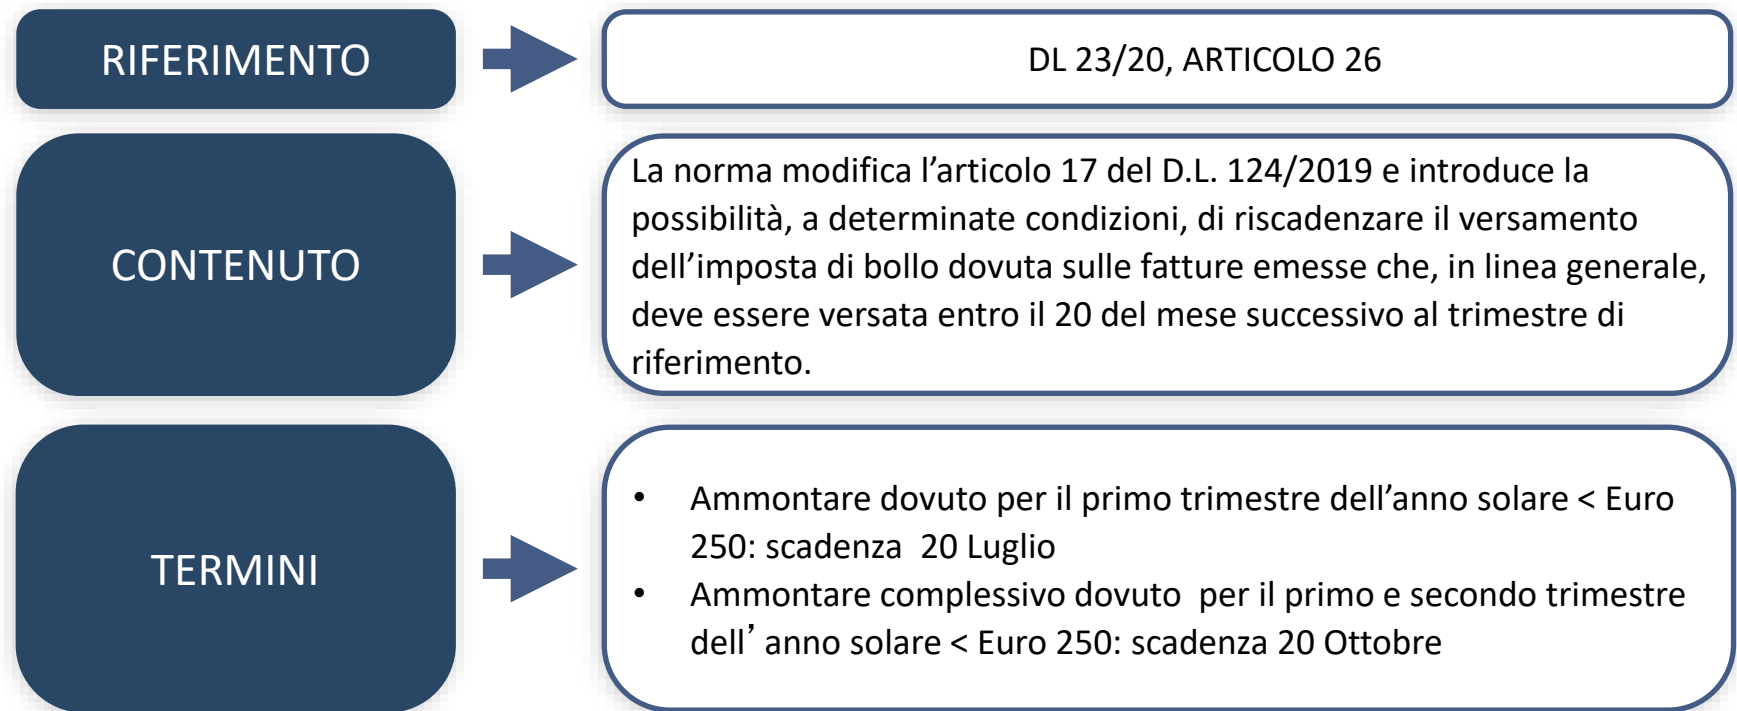 RIFERIMENTO
DL 23/20, ARTICOLO 26
CONTENUTO
La norma modifica l’articolo 17 del D.L. 124/2019 e introduce la
possibilità, a determinate condizioni, di riscadenzare il versamento
dell’imposta di bollo dovuta sulle fatture emesse che, in linea generale,
deve essere versata entro il 20 del mese successivo al trimestre di
riferimento.
TERMINI
• Ammontare dovuto per il primo trimestre dell’anno solare < Euro
250: scadenza 20 Luglio
• Ammontare complessivo dovuto per il primo e secondo trimestre
dell’ anno solare < Euro 250: scadenza 20 Ottobre